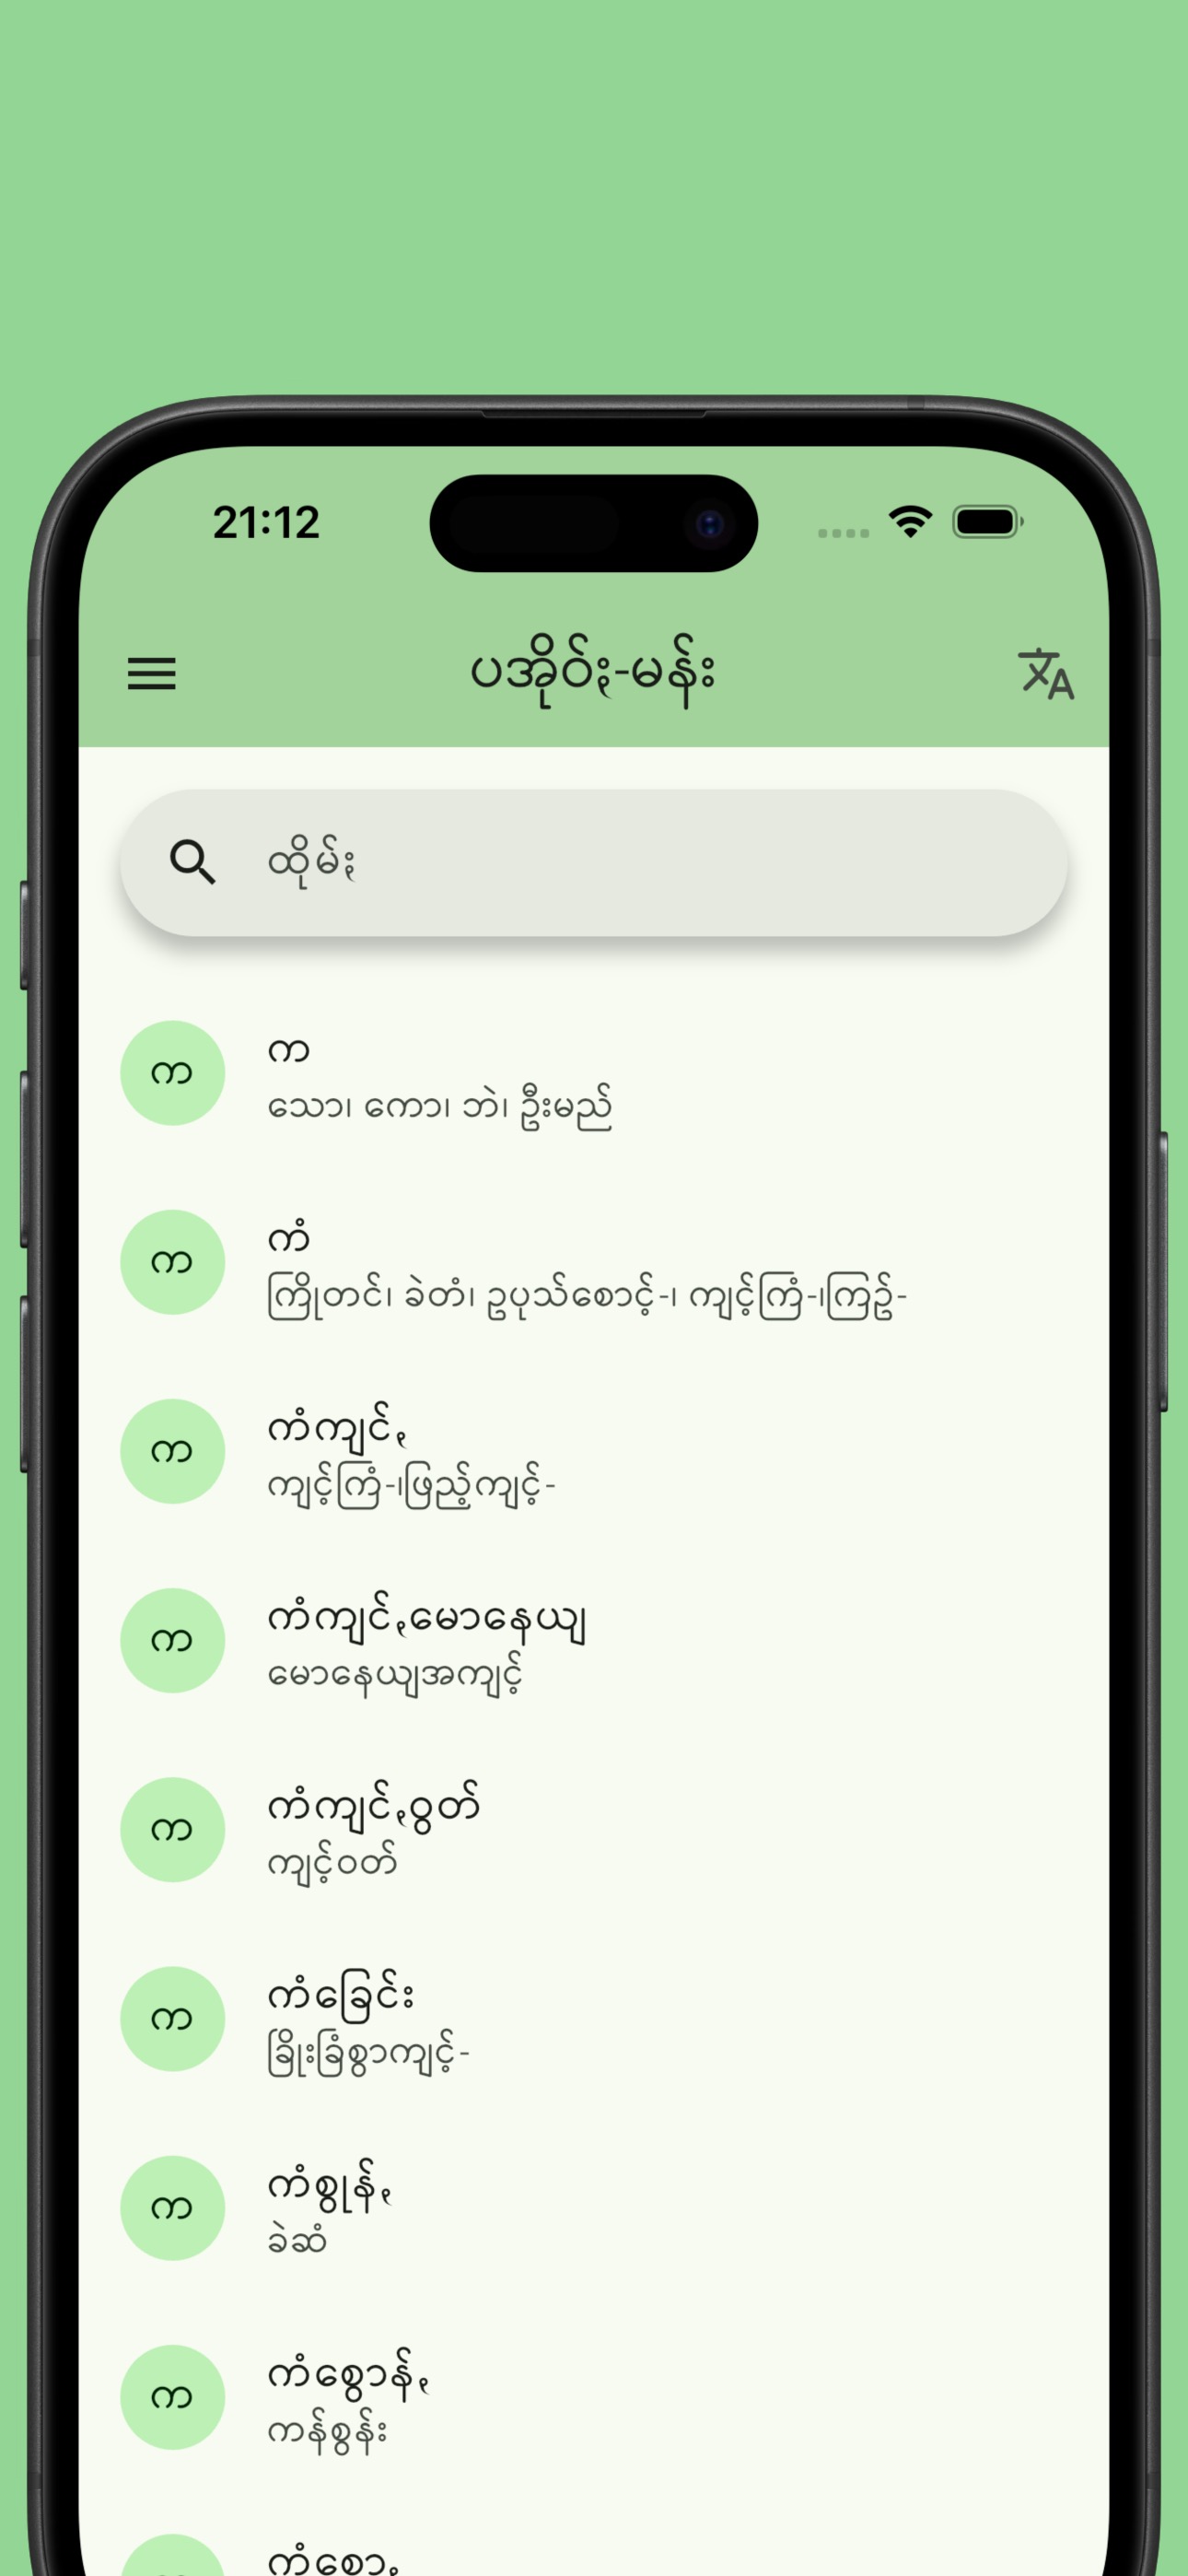 21:12
ပအိုဝ်ႏ-မန်း
ထိုမ်ႏ
က
က
သော၊ ကော၊ ဘဲ၊ ဦးမည်
က
ကံ
ကြိုတင်၊ ခဲတံ၊ ဥပုသ်စောင့်-၊ ကျင့်ကြံ-၊ကြဥ်-
က
ကံကျင်ႇ
ကျင့်ကြံ-၊ဖြည့်ကျင့်-
က
ကံကျင်ႇမောနေယျ
မောနေယျအကျင့်
က
ကံကျင်ႇဝွတ်
ကျင့်ဝတ်
က
ကံခြေင်း
ခြိုးခြံစွာကျင့်-
က
ကံစွုန်ႇ
ခဲဆံ
က
ကံစွောန်ႇ
ကန်စွန်း
ကံစောႇ